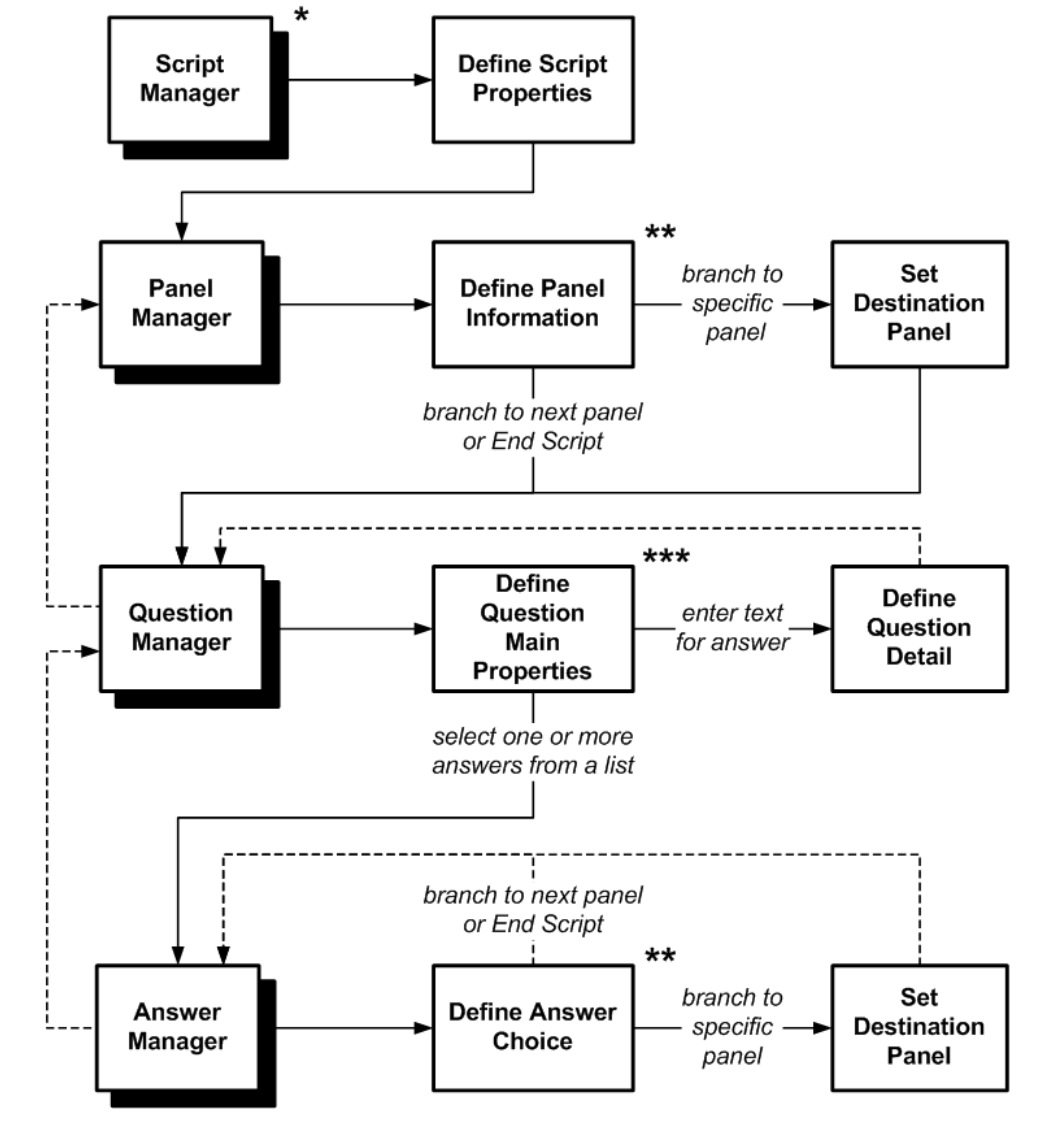 *
Script
Manager
Define Script
Properties
Panel
Manager
Define Panel
Information
**
branch to
specific
panel
Set
Destination
Panel
branch to next panel
or End Script
Question
Manager
Define
Question
Main
Properties
***
enter text
for answer
Define
Question
Detail
select one or more
answers from a list
branch to next panel
or End Script
Answer
Manager
Define Answer
Choice
**
branch to
specific
panel
Set
Destination
Panel